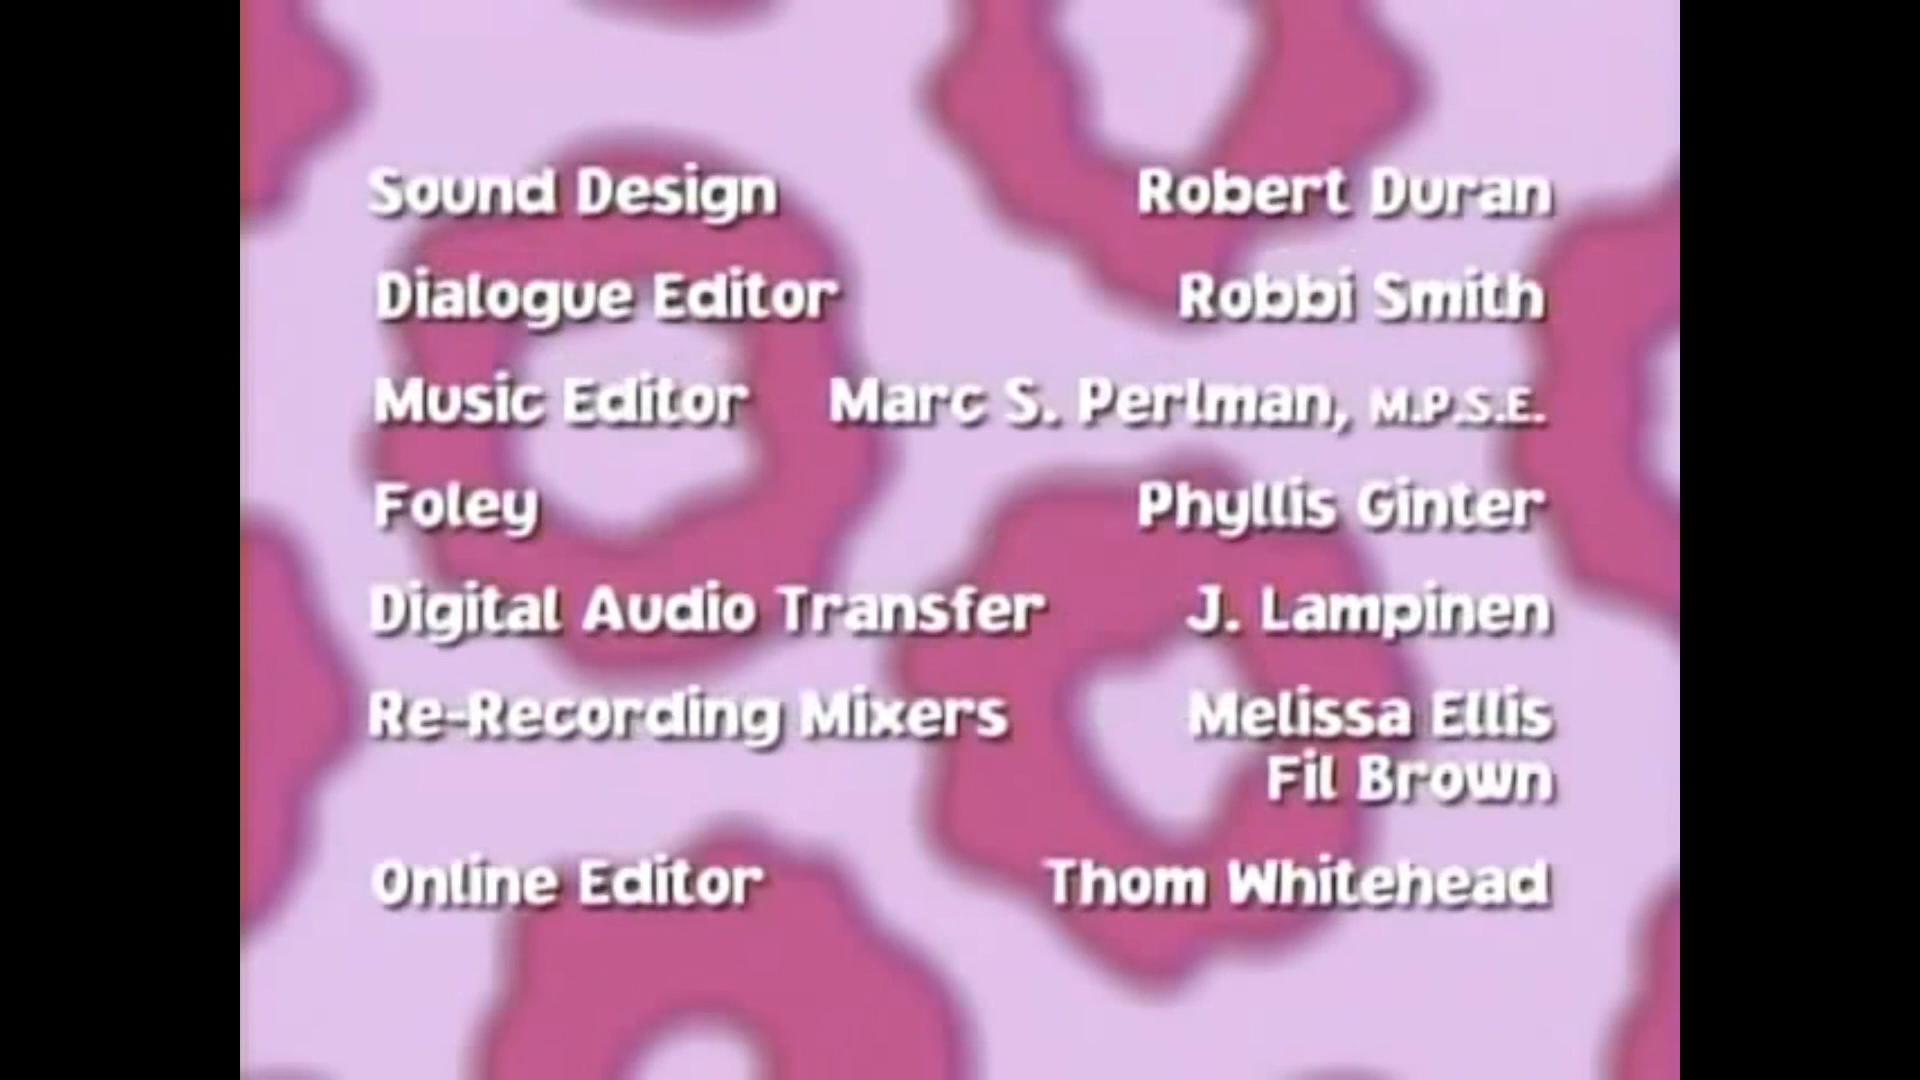 Sound Design Robert Duran
Dialogue Editor Robbi Smith
Music Editor Marc S. Perlman, M.P.S.E.
Foley Phyllis Ginter
Digital Audio Transfer J. Lampinen
Re-Recording Mixers Melissa Ellis
Fil Brown
Online Editor Thom Whitehead